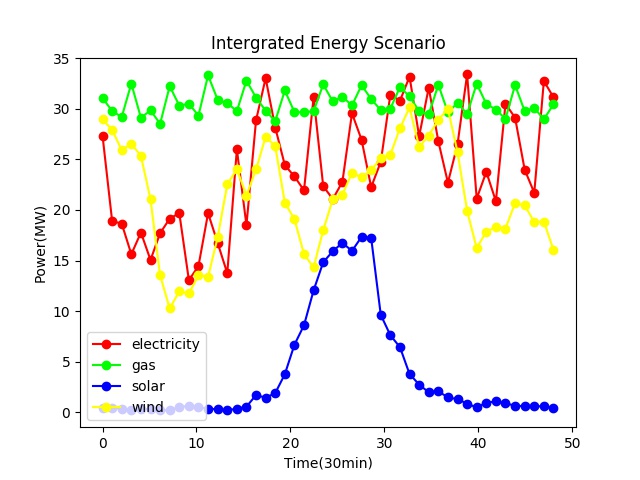 Intergrated Energy Scenario
Power(MW)
35
30
25
20
15
10
5
0
electricity
gas
solar
wind
0 10 20 30 40 50
Time(30min)